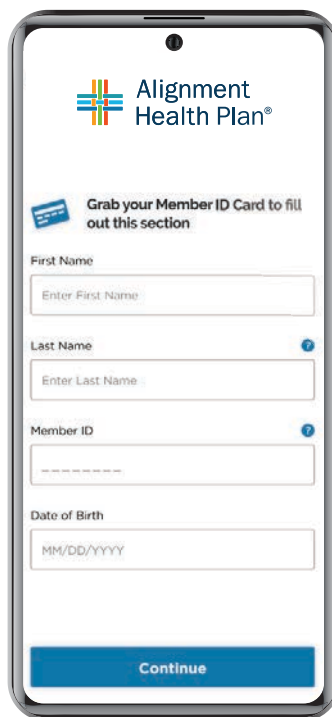 Alignment
Health Plan®
Grab your Member ID Card to fill
out this section
First Name
Enter First Name
Last Name
?
Enter Last Name
Member ID
?
________
Date of Birth
MM/DD/YYYY
Continue